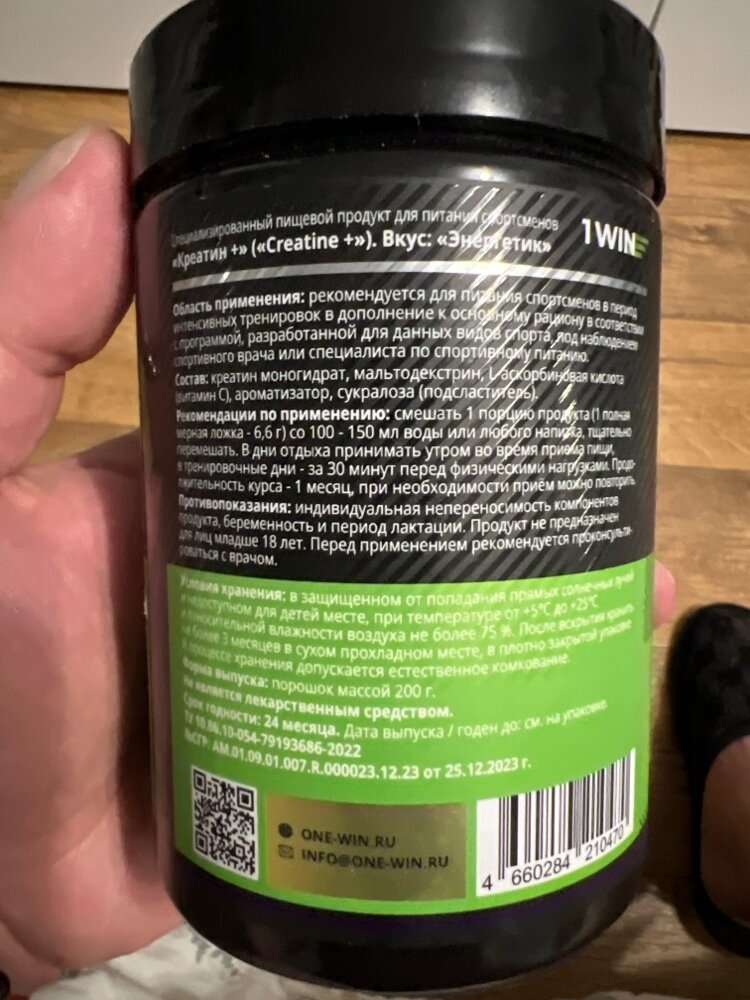 Специализированный пищевой продукт для питания спортсменов
«Креатин +» («Creatine +»). Вкус: «Энергетик»
1WIN
Область применения: рекомендуется для питания спортсменов в период
интенсивных тренировок в дополнение к основному рациону в соответствии
с программой, разработанной для данных видов спорта, под наблюдением
спортивного врача или специалиста по спортивному питанию.
Состав: креатин моногидрат, мальтодекстрин, L-аскорбиновая кислота
(витамин С), ароматизатор, сукралоза (подсластитель).
Рекомендации по применению: смешать 1 порцию продукта (1 полная
мерная ложка - 6,6 г) со 100 - 150 мл воды или любого напитка, тщательно
перемешать. В дни отдыха принимать утром во время приёма пищи,
в тренировочные дни - за 30 минут перед физическими нагрузками. Продо-
лжительность курса - 1 месяц, при необходимости приём можно повторить.
Противопоказания: индивидуальная непереносимость компонентов
продукта, беременность и период лактации. Продукт не предназначен
для лиц младше 18 лет. Перед применением рекомендуется проконсульти-
роваться с врачом.
Условия хранения: в защищенном от попадания прямых солнечных лучей
и недоступном для детей месте, при температуре от +5°С до +25°С
и относительной влажности воздуха не более 75 %. После вскрытия хранить
не более 3 месяцев в сухом прохладном месте, в плотно закрытой упаковке.
В процессе хранения допускается естественное комкование.
Форма выпуска: порошок массой 200 г.
Не является лекарственным средством.
Срок годности: 24 месяца. Дата выпуска / годен до: см. на упаковке.
ТУ 10.86.10-054-79193686-2022
№СГР: AM.01.09.01.007.R.000023.12.23 от 25.12.2023 г.
ONE-WIN.RU
INFO@ONE-WIN.RU
4 660284 210470